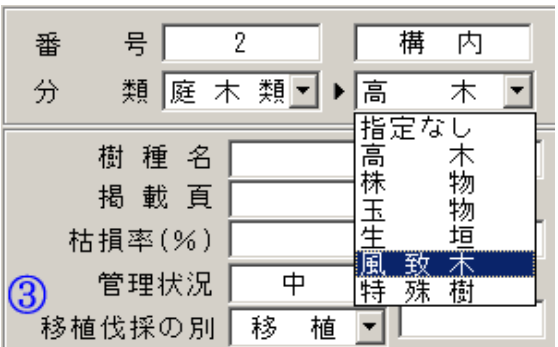 番号 2 構内
分類 庭木類 ▶ 高木
指定なし
高木
株物
玉物
生垣
風致木
特殊樹
樹種名
掲載頁
枯損率(%)
③ 管理状況 中
移植伐採の別 移植